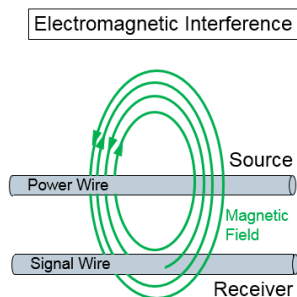 Electromagnetic Interference
Source
Power Wire
Magnetic
Field
Signal Wire
Receiver